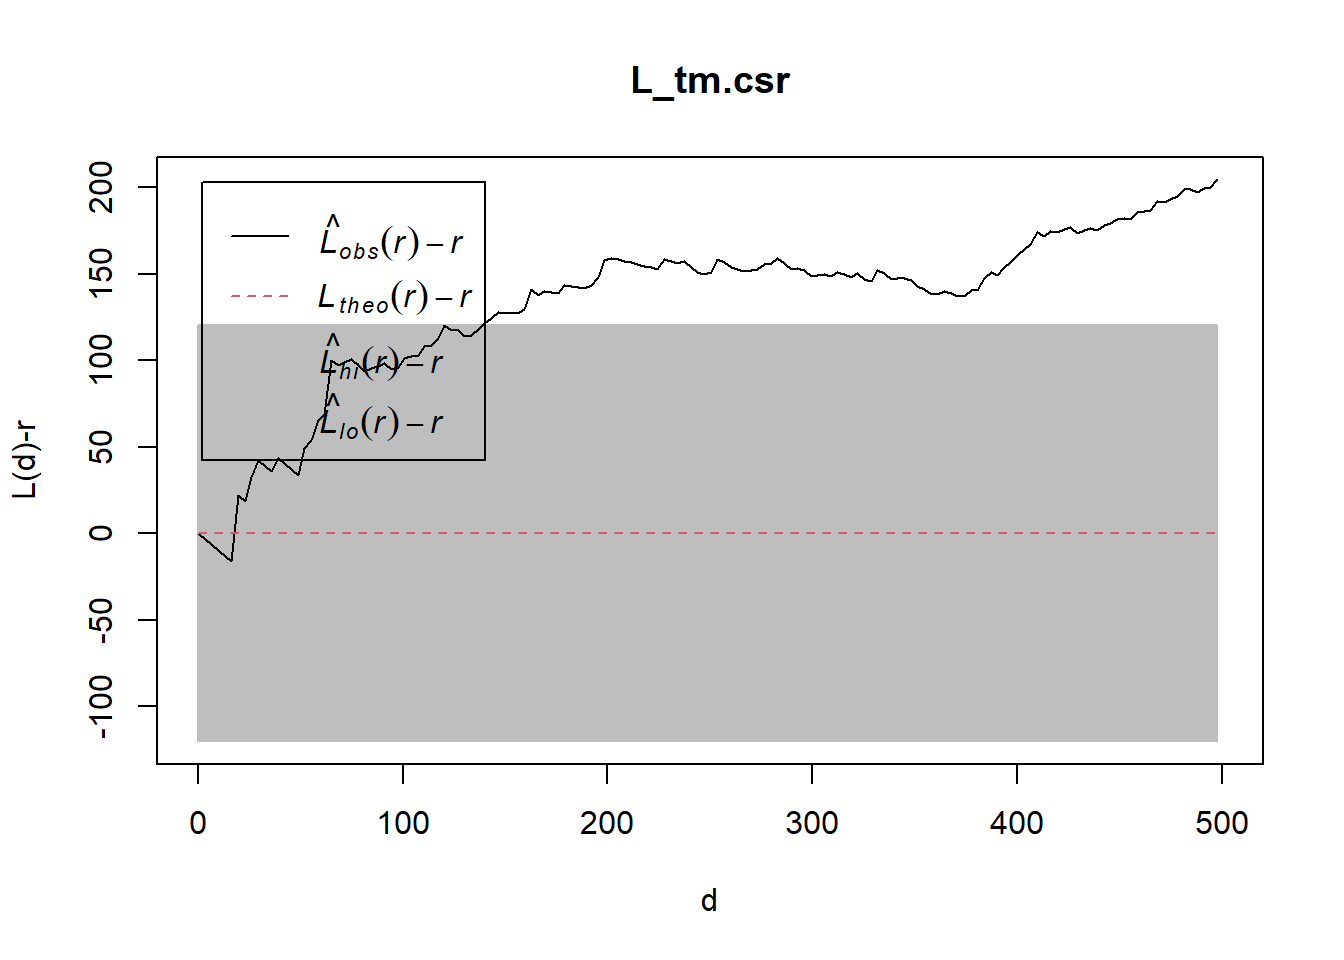 L_tm.csr
L(d)-r
200
150
100
50
0
-50
-100
L̂obs(r) – r
Ltheo(r) – r
L̂hi(r) – r
L̂lo(r) – r
0 100 200 300 400 500
d